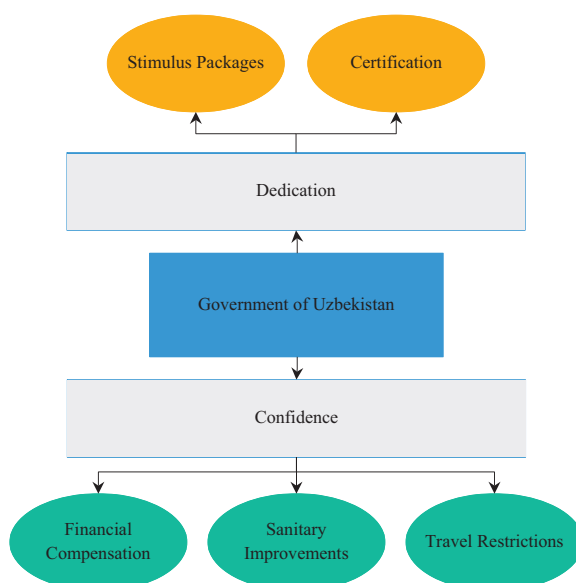 Stimulus Packages
Certification
Dedication
Government of Uzbekistan
Confidence
Financial
Compensation
Sanitary
Improvements
Travel Restrictions